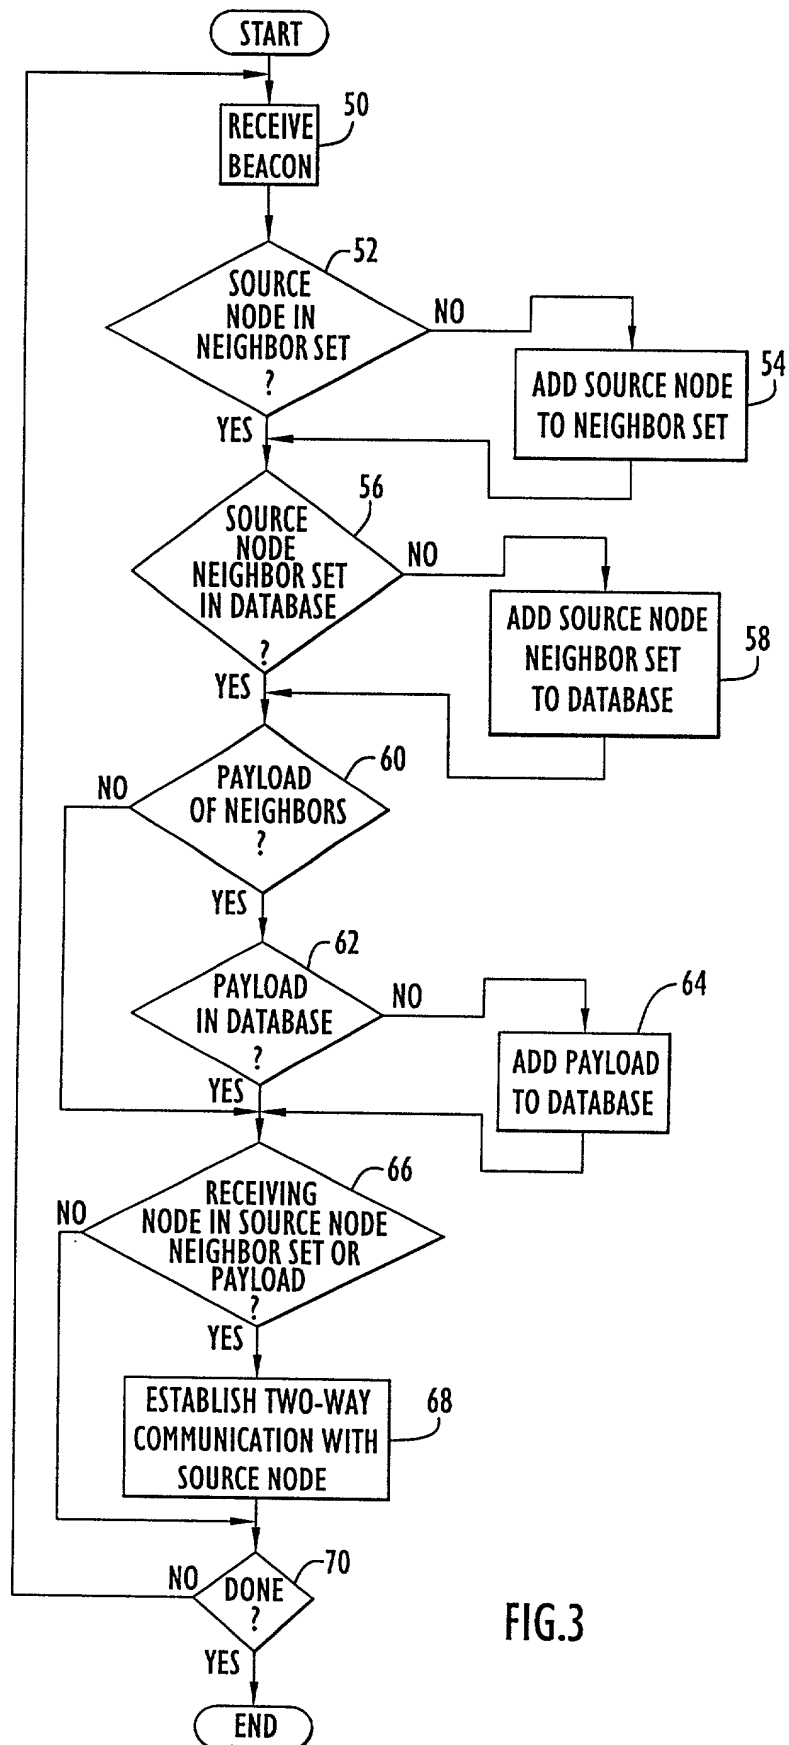 START
50
RECEIVE
BEACON
52
SOURCE
NODE IN
NEIGHBOR SET
?
NO
54
ADD SOURCE NODE
TO NEIGHBOR SET
YES
56
SOURCE
NODE
NEIGHBOR SET
IN DATABASE
?
NO
58
ADD SOURCE NODE
NEIGHBOR SET
TO DATABASE
YES
60
PAYLOAD
OF NEIGHBORS
?
NO
YES
62
PAYLOAD
IN DATABASE
?
NO
64
ADD PAYLOAD
TO DATABASE
YES
66
RECEIVING
NODE IN SOURCE NODE
NEIGHBOR SET OR
PAYLOAD
?
NO
YES
68
ESTABLISH TWO-WAY
COMMUNICATION WITH
SOURCE NODE
70
DONE
?
NO
YES
END
FIG.3